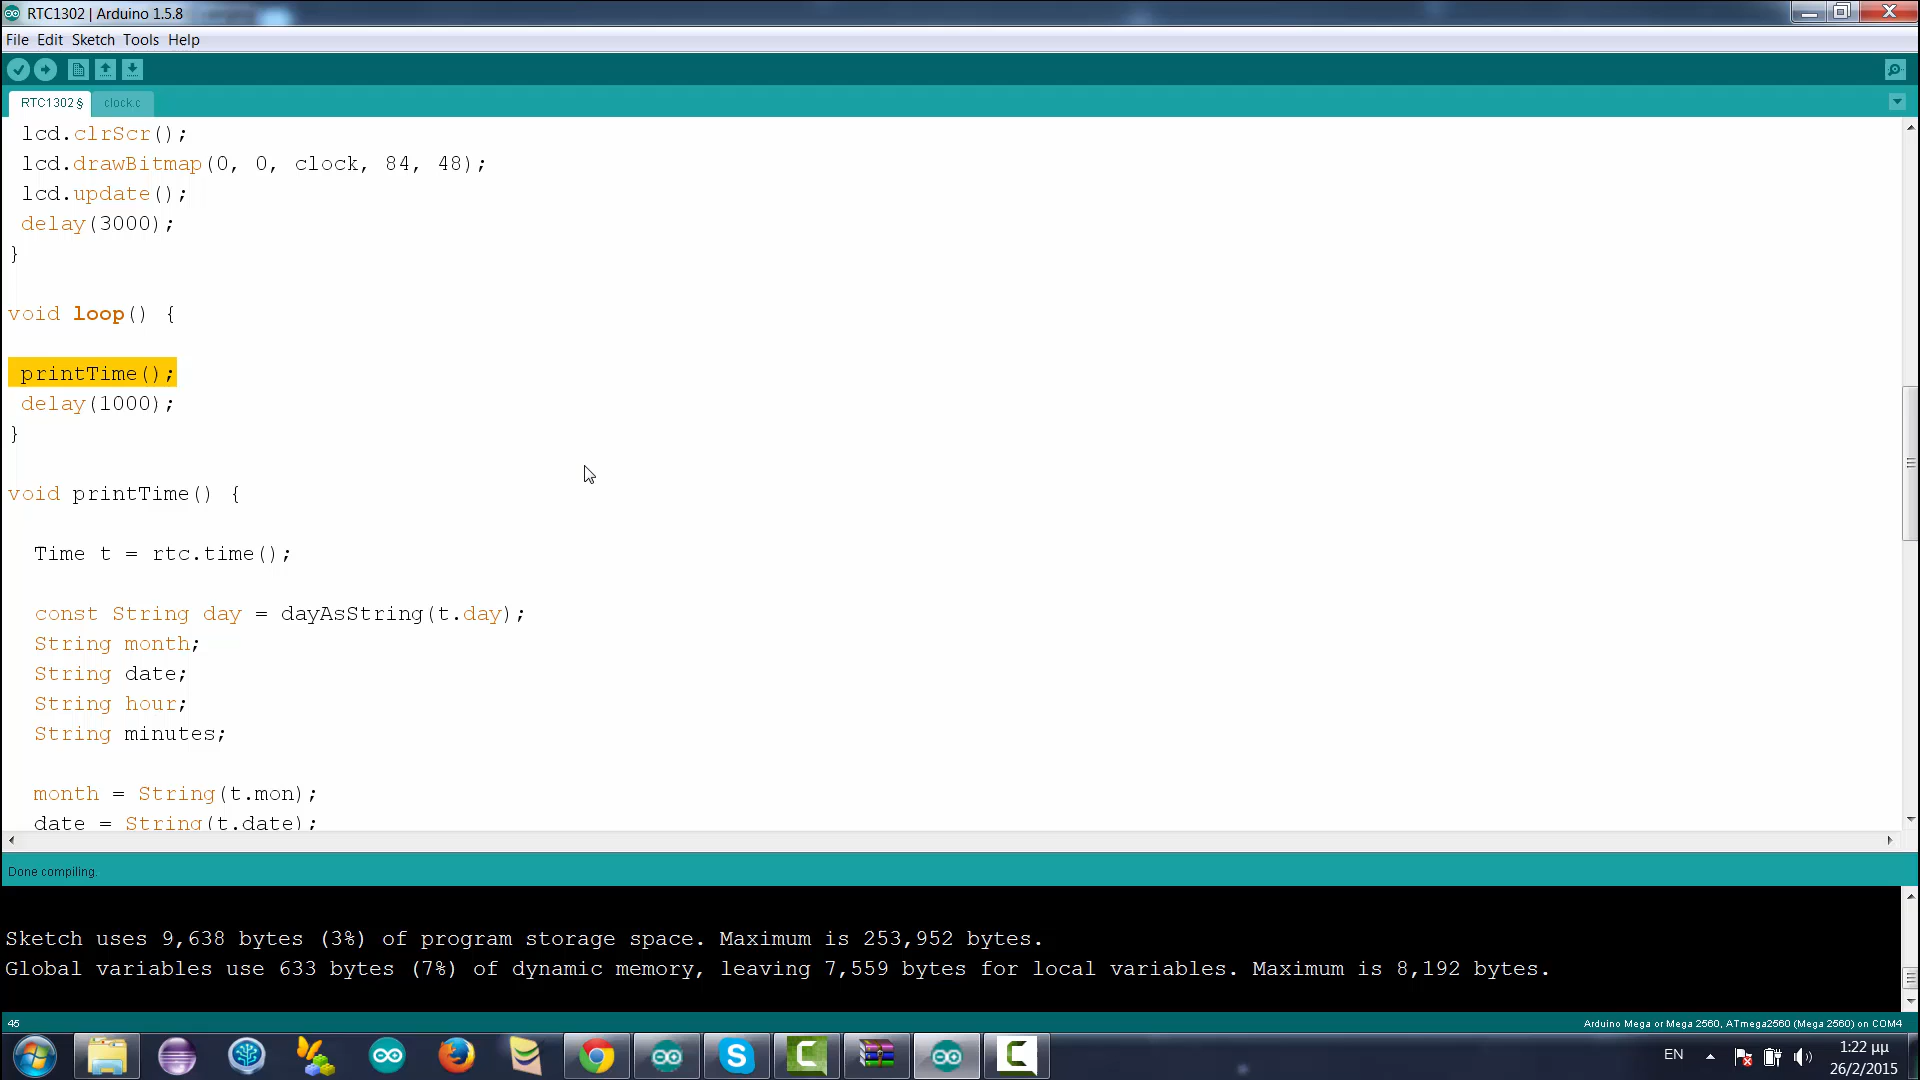 RTC1302 | Arduino 1.5.8
File Edit Sketch Tools Help
RTC1302 § clock.c
lcd.clrScr();
lcd.drawBitmap(0, 0, clock, 84, 48);
lcd.update();
delay(3000);
}
void loop() {
printTime();
delay(1000);
}
void printTime() {
Time t = rtc.time();
const String day = dayAsString(t.day);
String month;
String date;
String hour;
String minutes;
month = String(t.mon);
date = String(t.date);
Done compiling.
Sketch uses 9,638 bytes (3%) of program storage space. Maximum is 253,952 bytes.
Global variables use 633 bytes (7%) of dynamic memory, leaving 7,559 bytes for local variables. Maximum is 8,192 bytes.
45 Arduino Mega or Mega 2560, ATmega2560 (Mega 2560) on COM4
EN 1:22 μμ
26/2/2015